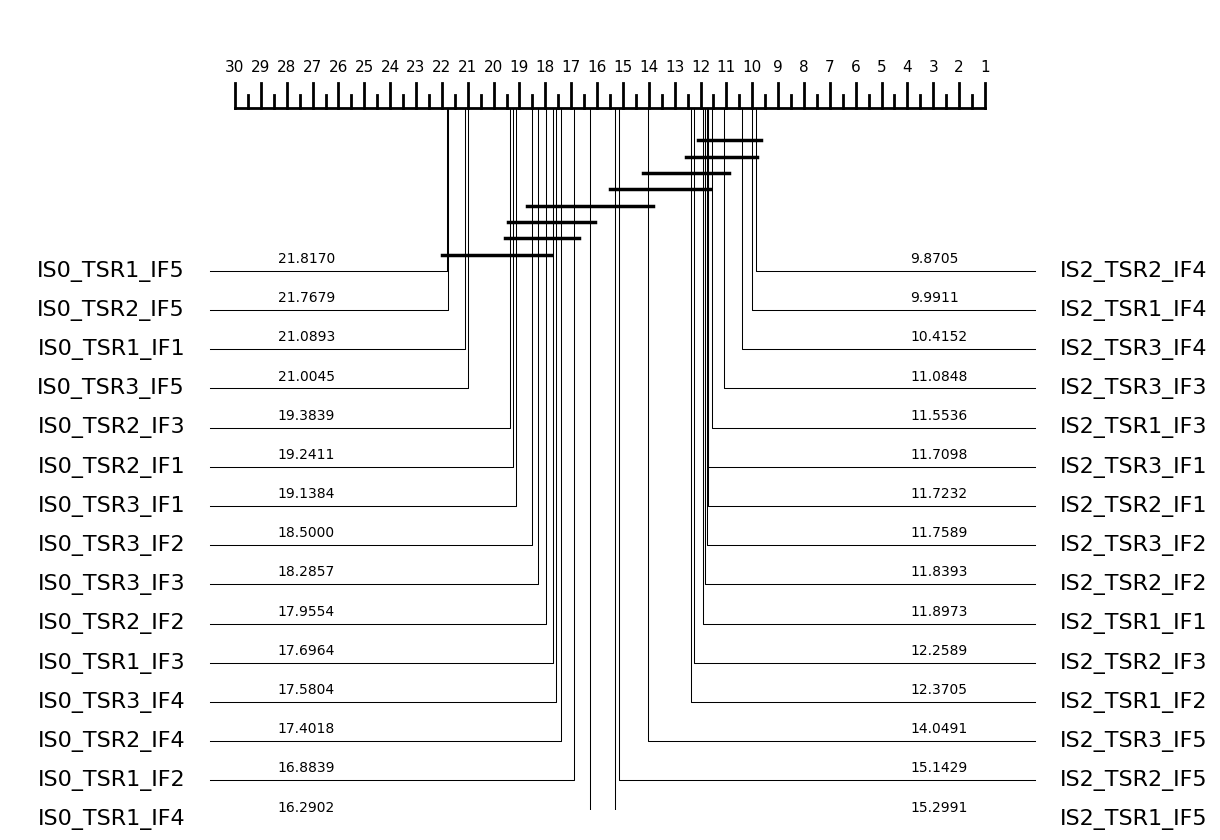 30 29 28 27 26 25 24 23 22 21 20 19 18 17 16 15 14 13 12 11 10 9 8 7 6 5 4 3 2 1
IS0_TSR1_IF5 21.8170 9.8705 IS2_TSR2_IF4
IS0_TSR2_IF5 21.7679 9.9911 IS2_TSR1_IF4
IS0_TSR1_IF1 21.0893 10.4152 IS2_TSR3_IF4
IS0_TSR3_IF5 21.0045 11.0848 IS2_TSR3_IF3
IS0_TSR2_IF3 19.3839 11.5536 IS2_TSR1_IF3
IS0_TSR2_IF1 19.2411 11.7098 IS2_TSR3_IF1
IS0_TSR3_IF1 19.1384 11.7232 IS2_TSR2_IF1
IS0_TSR3_IF2 18.5000 11.7589 IS2_TSR3_IF2
IS0_TSR3_IF3 18.2857 11.8393 IS2_TSR2_IF2
IS0_TSR2_IF2 17.9554 11.8973 IS2_TSR1_IF1
IS0_TSR1_IF3 17.6964 12.2589 IS2_TSR2_IF3
IS0_TSR3_IF4 17.5804 12.3705 IS2_TSR1_IF2
IS0_TSR2_IF4 17.4018 14.0491 IS2_TSR3_IF5
IS0_TSR1_IF2 16.8839 15.1429 IS2_TSR2_IF5
IS0_TSR1_IF4 16.2902 15.2991 IS2_TSR1_IF5